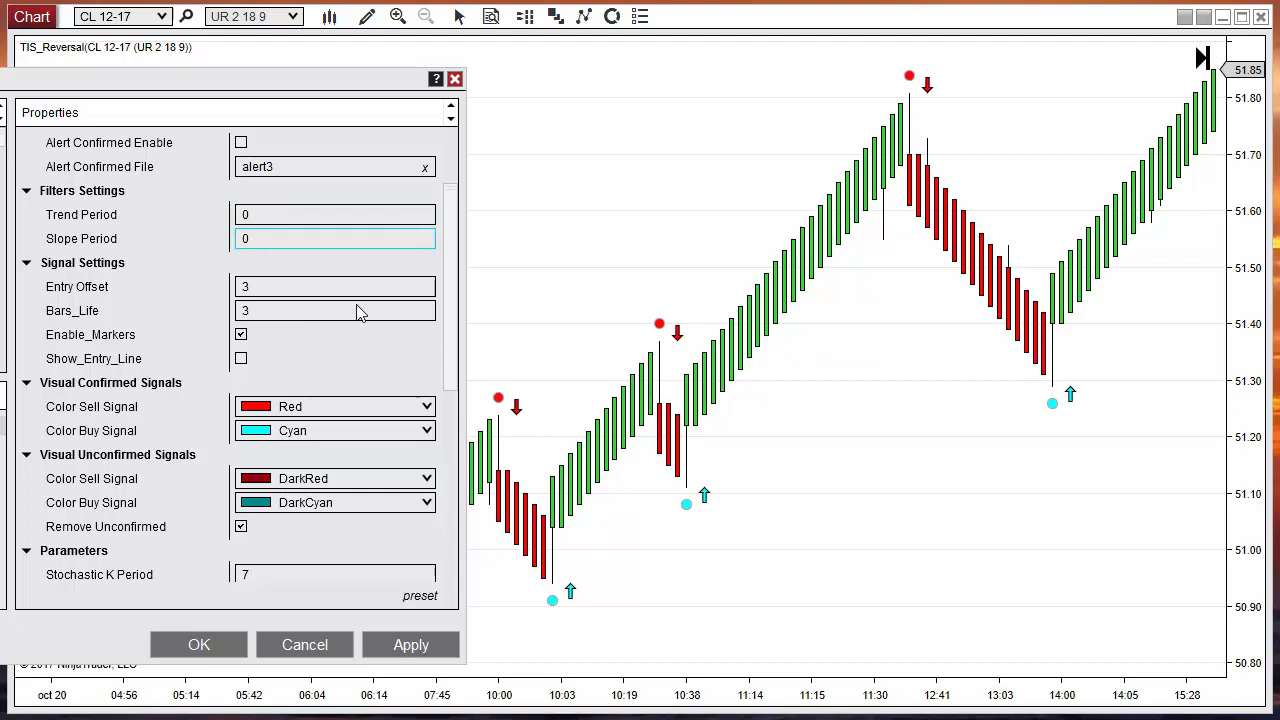 Chart
CL 12-17
UR 2 18 9
TIS_Reversal(CL 12-17 (UR 2 18 9))
?
Properties
Alert Confirmed Enable
Alert Confirmed File alert3 x
Filters Settings
Trend Period 0
Slope Period 0
Signal Settings
Entry Offset 3
Bars_Life 3
Enable_Markers
Show_Entry_Line
Visual Confirmed Signals
Color Sell Signal Red
Color Buy Signal Cyan
Visual Unconfirmed Signals
Color Sell Signal DarkRed
Color Buy Signal DarkCyan
Remove Unconfirmed
Parameters
Stochastic K Period 7
preset
OK Cancel Apply
© 2017 NinjaTrader, LLC
51.85
51.80
51.70
51.60
51.50
51.40
51.30
51.20
51.10
51.00
50.90
50.80
oct 20 04:56 05:14 05:42 06:04 06:14 07:45 10:00 10:03 10:19 10:38 11:14 11:15 11:30 12:41 13:03 14:00 14:05 15:28